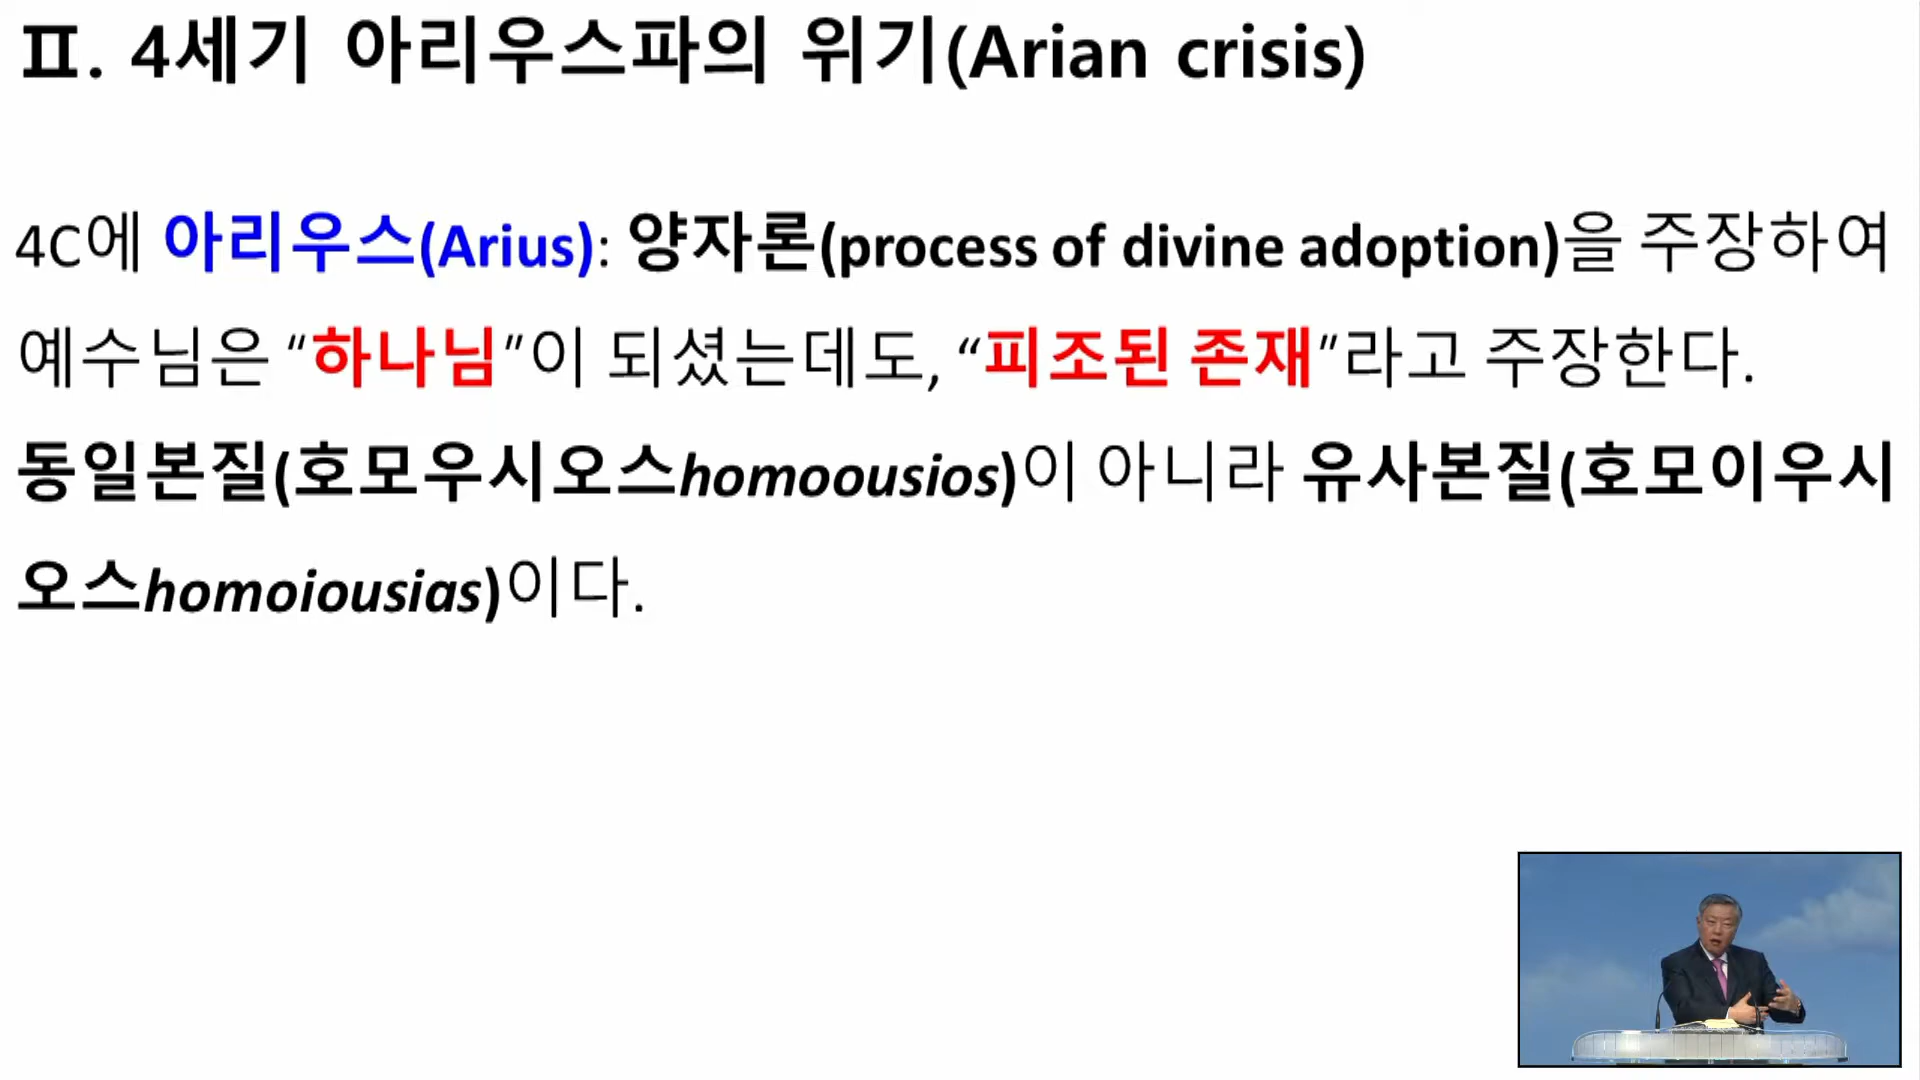 Ⅱ. 4세기 아리우스파의 위기(Arian crisis)
4C에 아리우스(Arius): 양자론(process of divine adoption)을 주장하여
예수님은 “하나님”이 되셨는데도, “피조된 존재”라고 주장한다.
동일본질(호모우시오스homoousios)이 아니라 유사본질(호모이우시
오스homoiousias)이다.